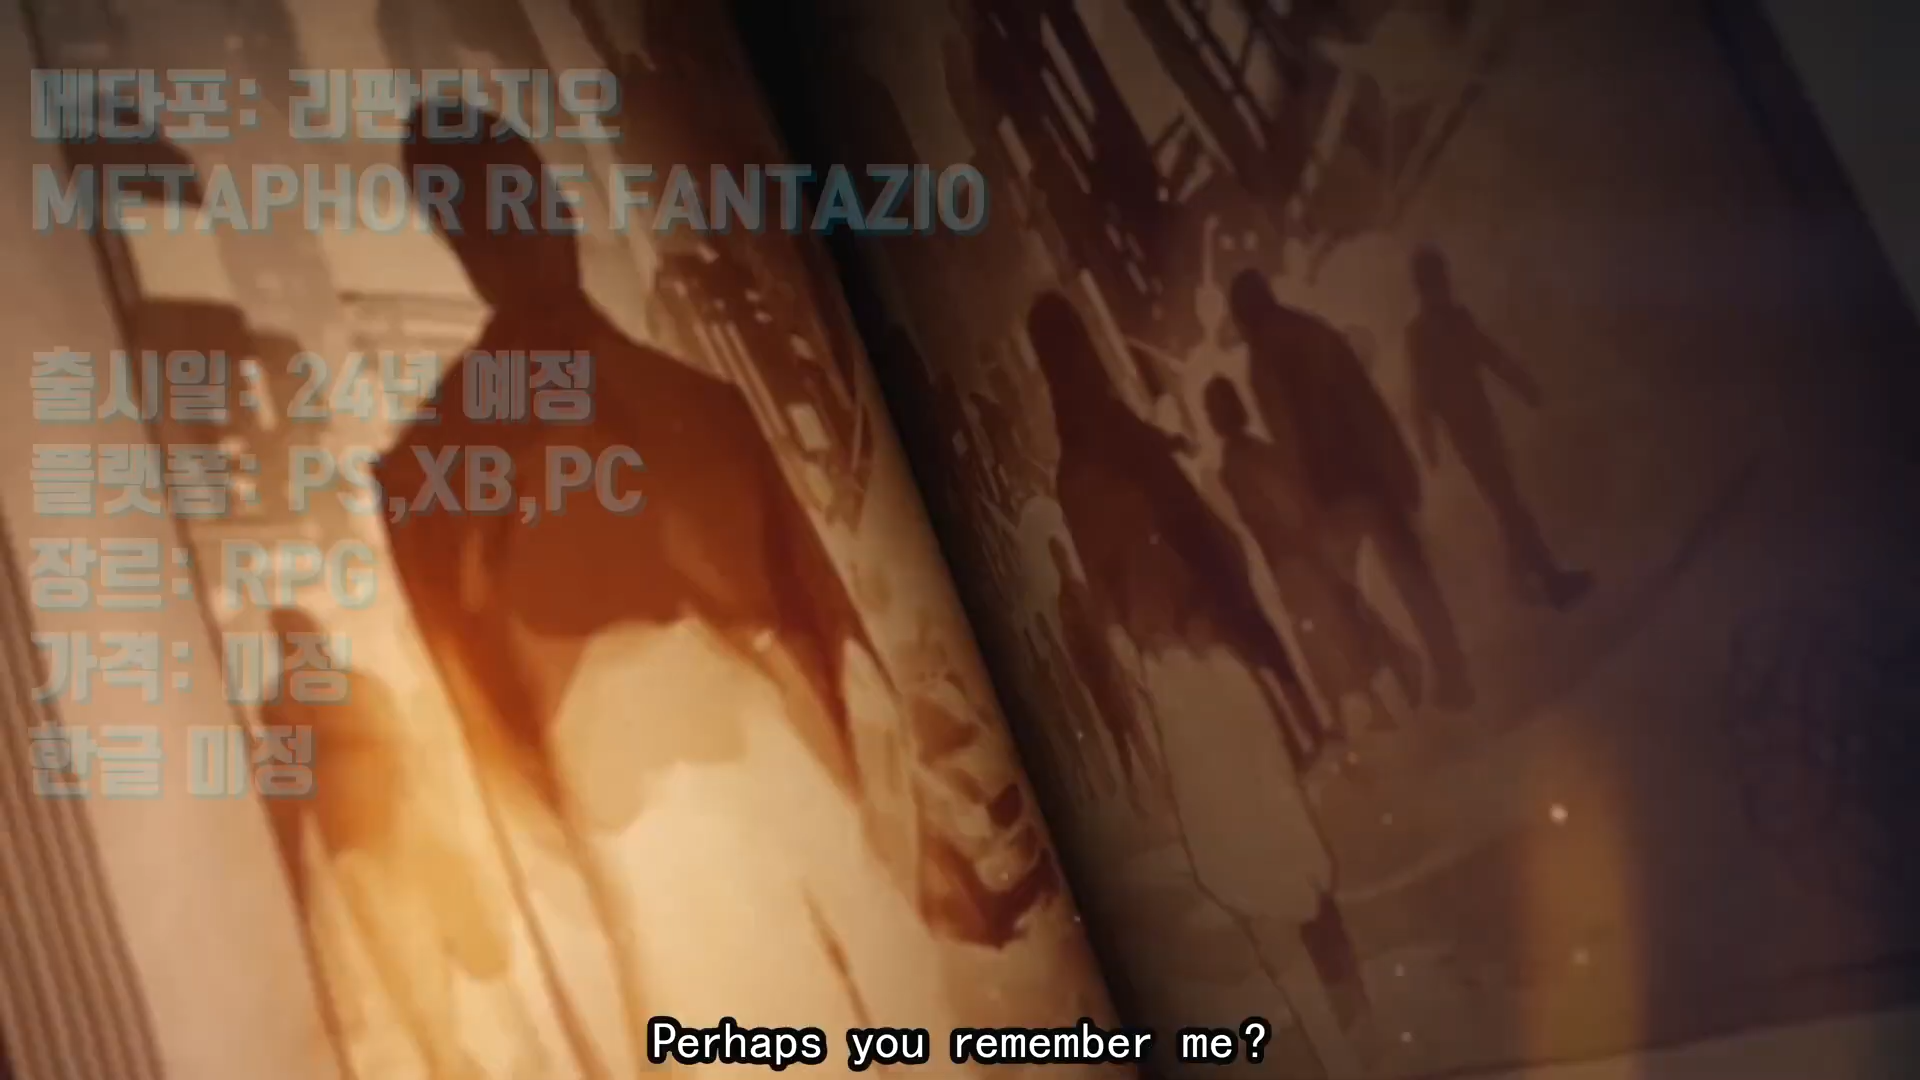 메타포: 리판타지오
METAPHOR RE FANTAZIO
출시일: 24년 예정
플랫폼: PS,XB,PC
장르: RPG
가격: 미정
한글 미정
Perhaps you remember me?